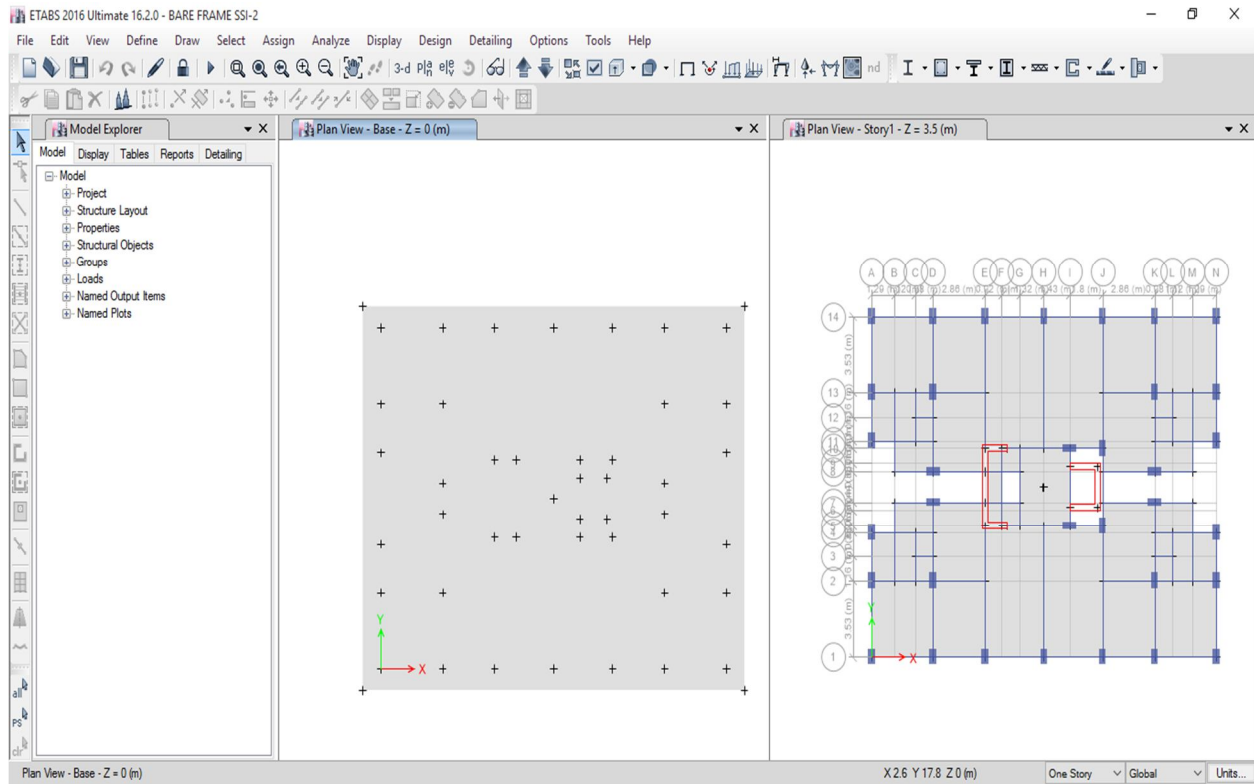 ETABS 2016 Ultimate 16.2.0 - BARE FRAME SSI-2
File Edit View Define Draw Select Assign Analyze Display Design Detailing Options Tools Help
3-d
nd
Model Explorer
Model Display Tables Reports Detailing
Model
Project
Structure Layout
Properties
Structural Objects
Groups
Loads
Named Output Items
Named Plots
all
PS
clr
Plan View - Base - Z = 0 (m)
Y
X
Plan View - Story1 - Z = 3.5 (m)
A B C D E F G H I J K L M N
2.86 (m) 2.86 (m)
14
3.53 (m)
13
12
11
3
2
3.53 (m)
1
Y
X
Plan View - Base - Z = 0 (m)
X 2.6 Y 17.8 Z 0 (m)
One Story
Global
Units...